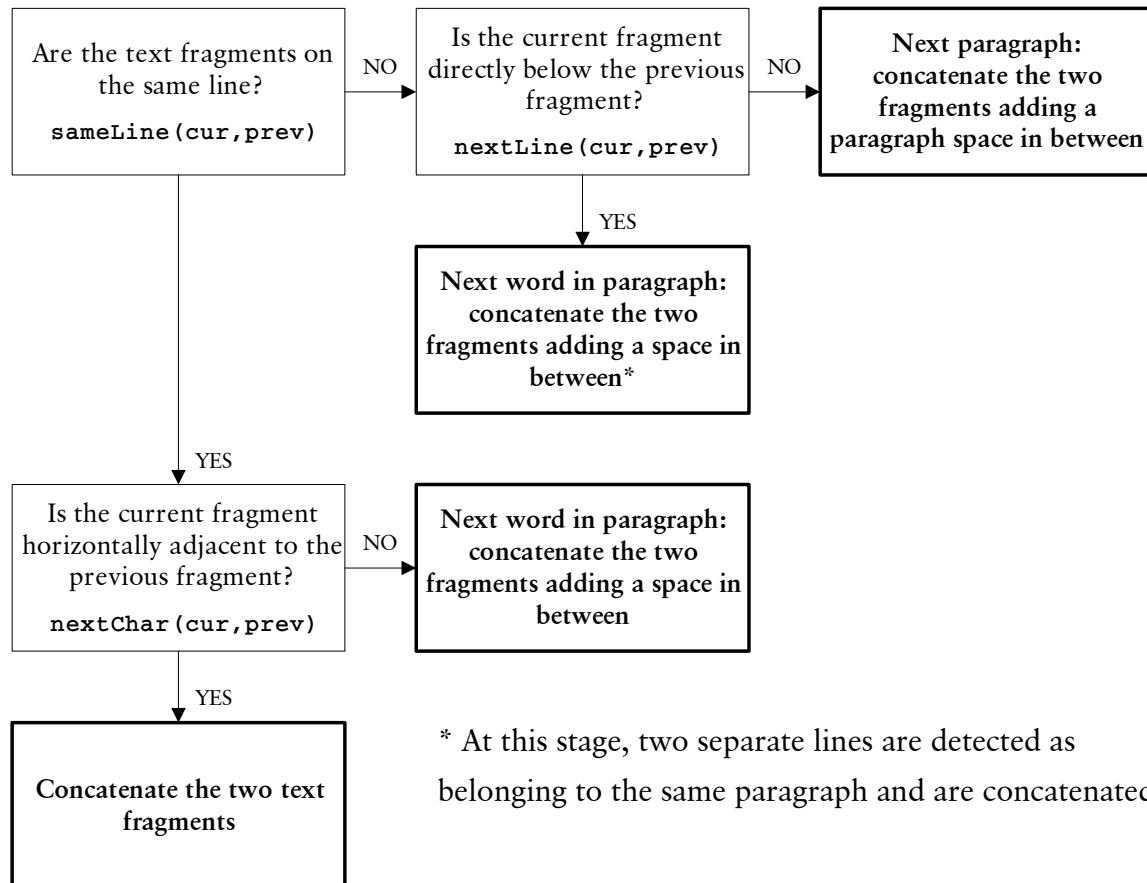 Are the text fragments on
the same line?
sameLine(cur,prev)
NO
Is the current fragment
directly below the previous
fragment?
nextLine(cur,prev)
NO
Next paragraph:
concatenate the two
fragments adding a
paragraph space in between
YES
Next word in paragraph:
concatenate the two
fragments adding a space in
between*
YES
Is the current fragment
horizontally adjacent to the
previous fragment?
nextChar(cur,prev)
NO
Next word in paragraph:
concatenate the two
fragments adding a space in
between
YES
Concatenate the two text
fragments
* At this stage, two separate lines are detected as
belonging to the same paragraph and are concatenated